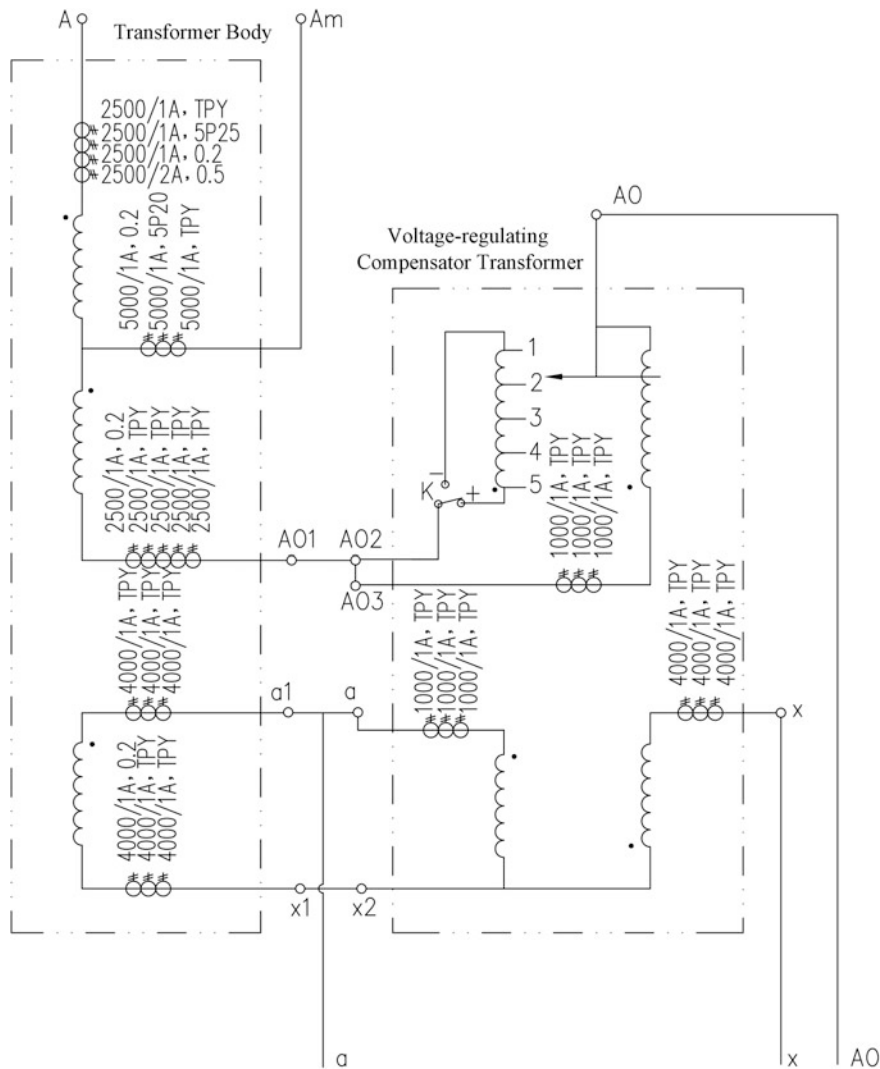 A
Transformer Body
Am
2500/1A, TPY
2500/1A, 5P25
2500/1A, 0.2
2500/2A, 0.5
5000/1A, 0.2
5000/1A, 5P20
5000/1A, TPY
AO
Voltage-regulating
Compensator Transformer
1
2
3
4
5
K
−
+
2500/1A, 0.2
2500/1A, TPY
2500/1A, TPY
2500/1A, TPY
2500/1A, TPY
1000/1A, TPY
1000/1A, TPY
1000/1A, TPY
AO1
AO2
AO3
4000/1A, TPY
4000/1A, TPY
4000/1A, TPY
1000/1A, TPY
1000/1A, TPY
1000/1A, TPY
4000/1A, TPY
4000/1A, TPY
4000/1A, TPY
a1
a
x
4000/1A, 0.2
4000/1A, TPY
4000/1A, TPY
x1
x2
a
x
AO